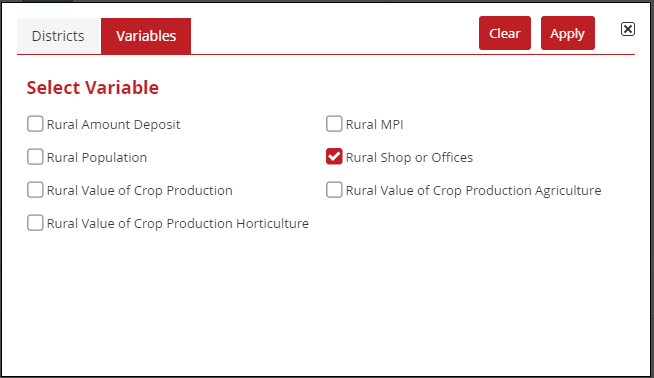 Districts Variables Clear Apply
Select Variable
Rural Amount Deposit Rural MPI
Rural Population Rural Shop or Offices
Rural Value of Crop Production Rural Value of Crop Production Agriculture
Rural Value of Crop Production Horticulture